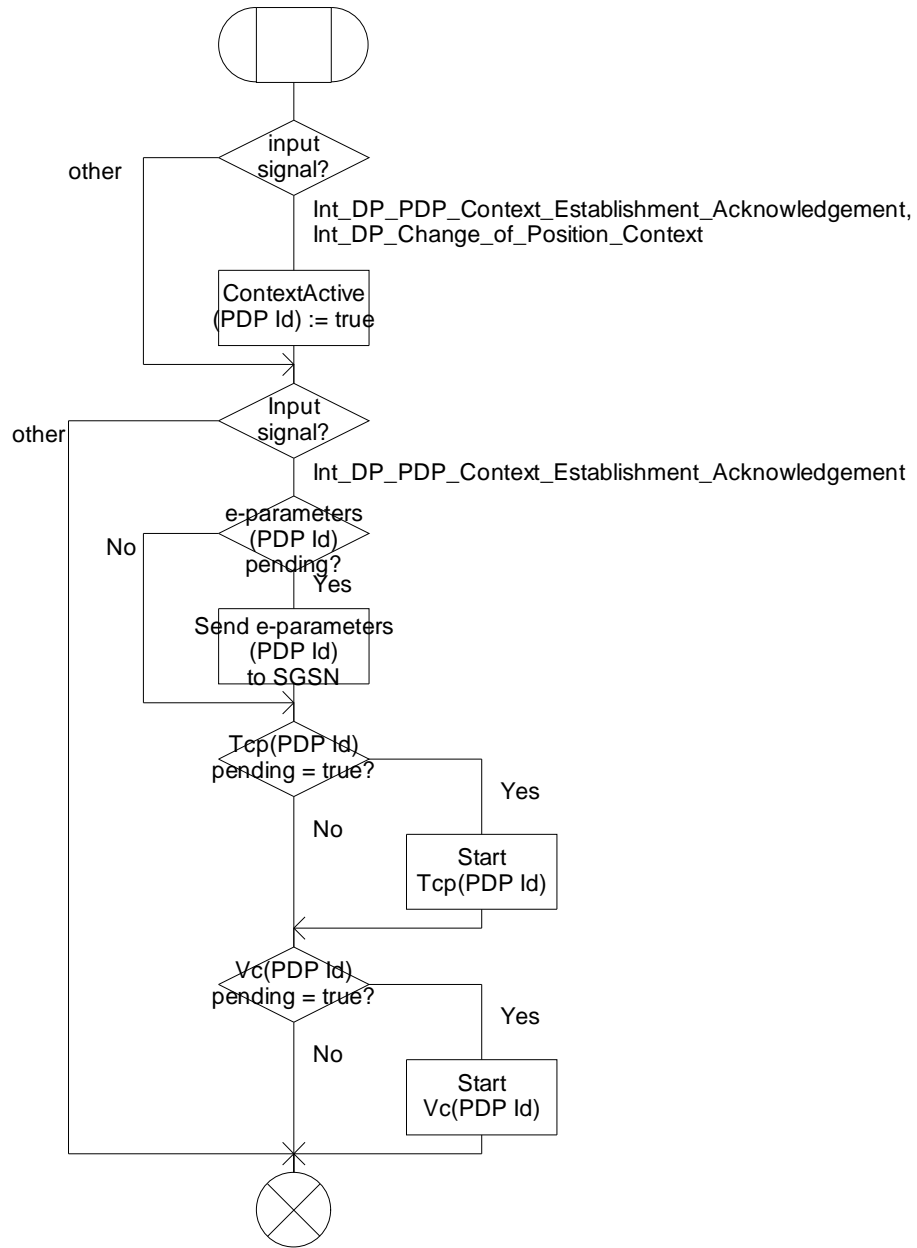 input
signal?
other
Int_DP_PDP_Context_Establishment_Acknowledgement,
Int_DP_Change_of_Position_Context
ContextActive
(PDP Id) := true
Input
signal?
other
Int_DP_PDP_Context_Establishment_Acknowledgement
e-parameters
(PDP Id)
pending?
No
Yes
Send e-parameters
(PDP Id)
to SGSN
Tcp(PDP Id)
pending = true?
Yes
No
Start
Tcp(PDP Id)
Vc(PDP Id)
pending = true?
Yes
No
Start
Vc(PDP Id)